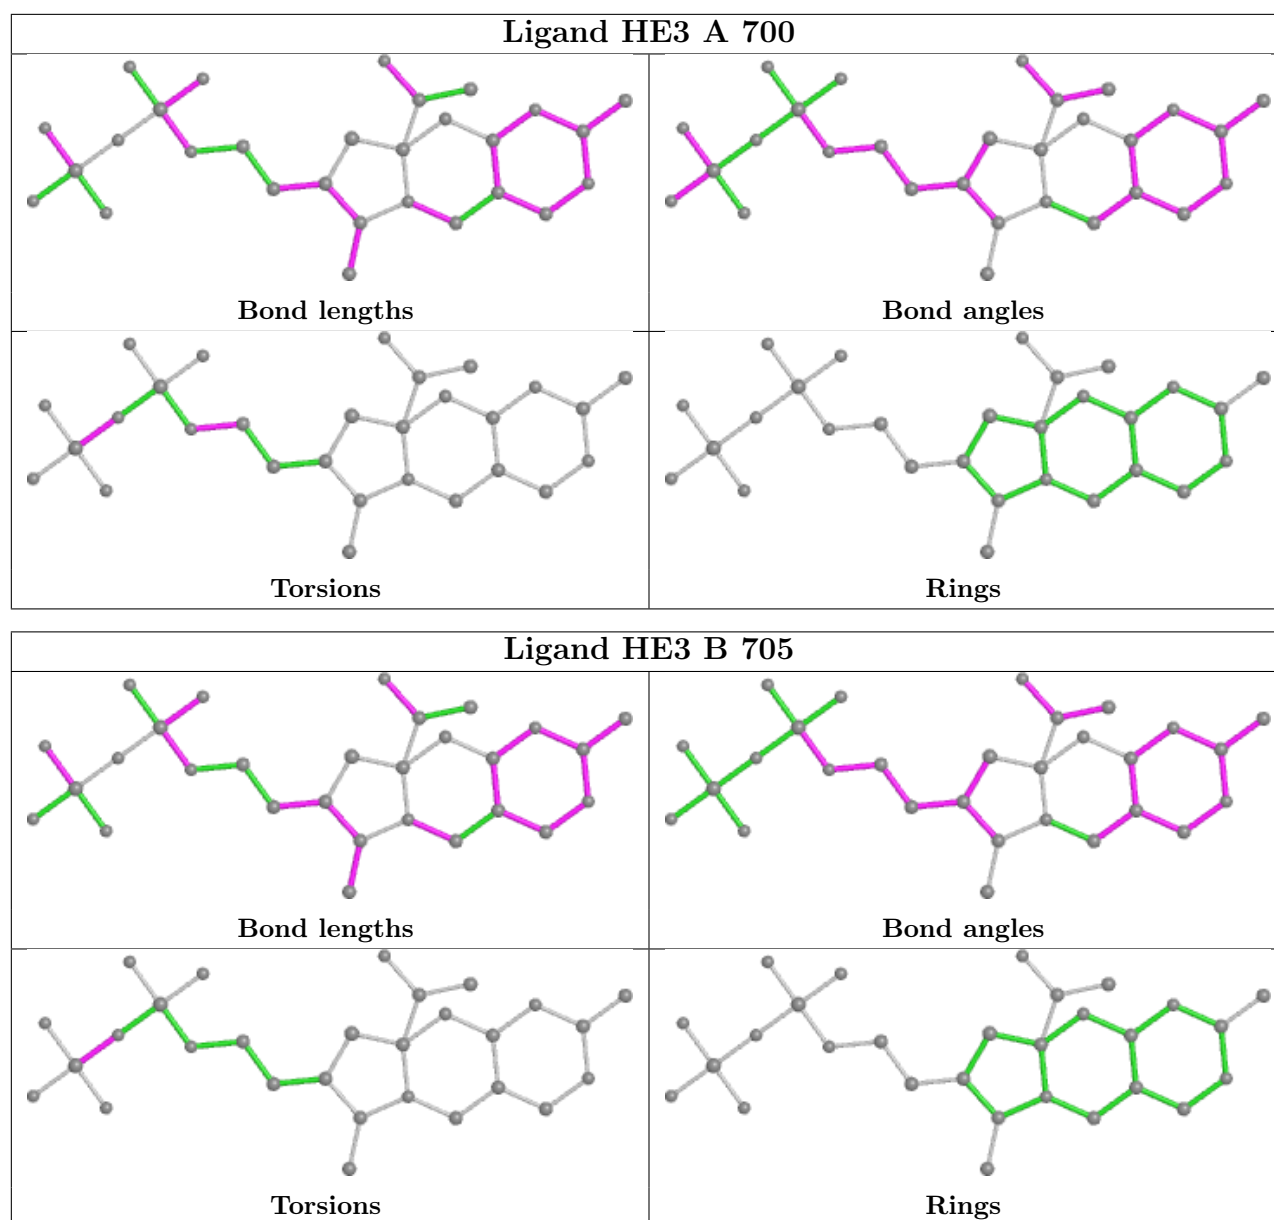 Ligand HE3 A 700
Bond lengths
Bond angles
Torsions
Rings
Ligand HE3 B 705
Bond lengths
Bond angles
Torsions
Rings